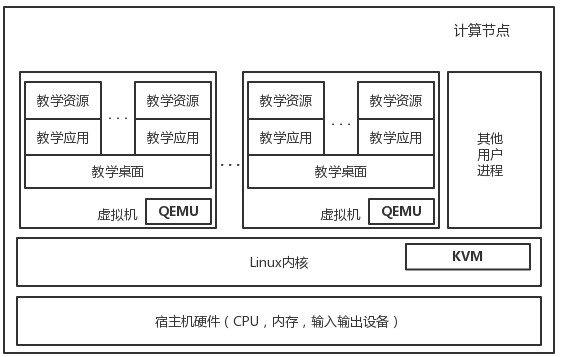 计算节点
教学资源 ··· 教学资源
教学应用 教学应用
教学桌面
虚拟机 QEMU
···
教学资源 ··· 教学资源
教学应用 教学应用
教学桌面
虚拟机 QEMU
其他
用户
进程
Linux内核 KVM
宿主机硬件（CPU，内存，输入输出设备）